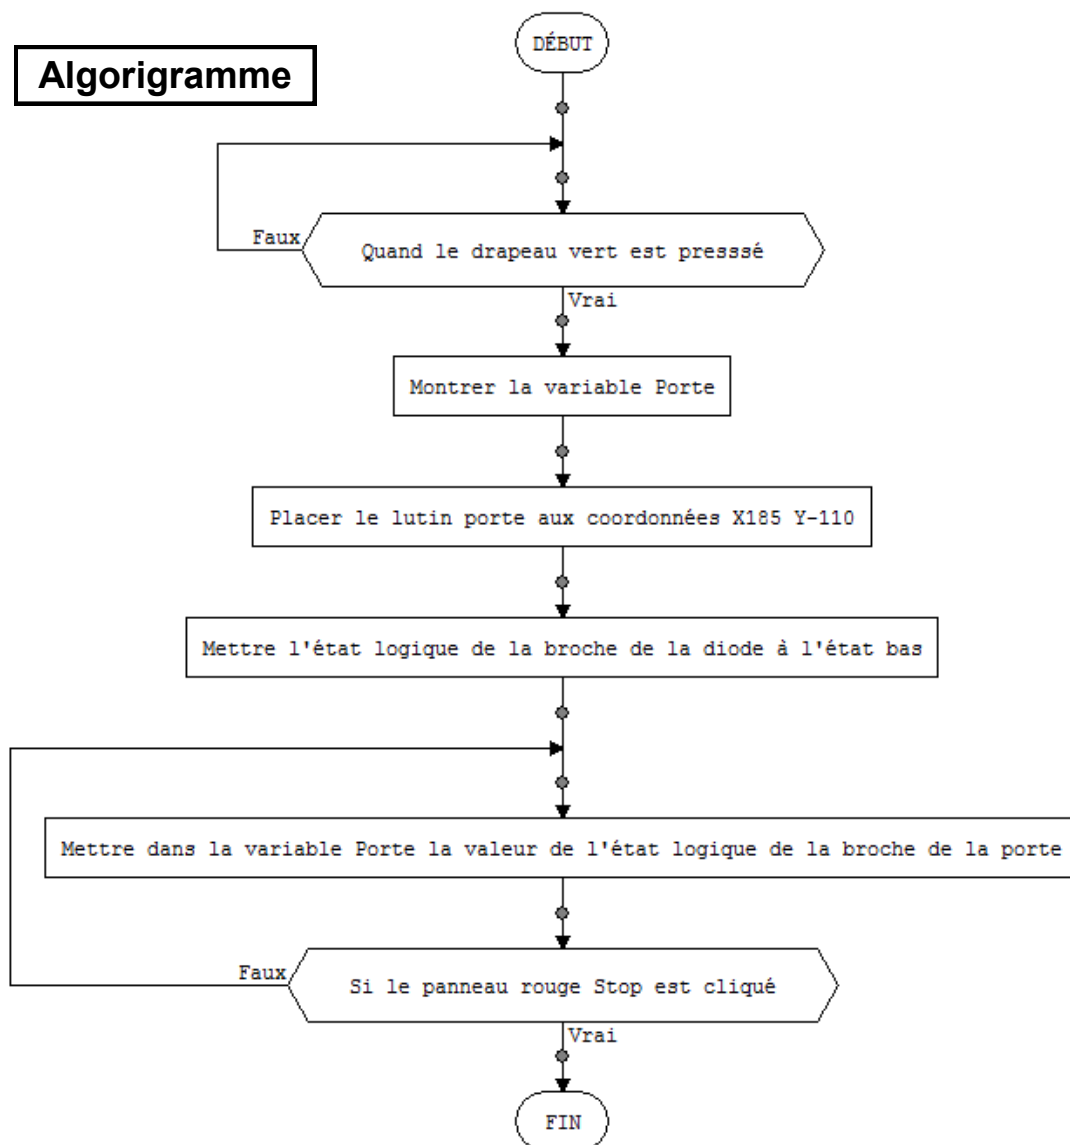 DÉBUT
Algorigramme
Faux
Quand le drapeau vert est presssé
Vrai
Montrer la variable Porte
Placer le lutin porte aux coordonnées X185 Y-110
Mettre l'état logique de la broche de la diode à l'état bas
Mettre dans la variable Porte la valeur de l'état logique de la broche de la porte
Faux
Si le panneau rouge Stop est cliqué
Vrai
FIN